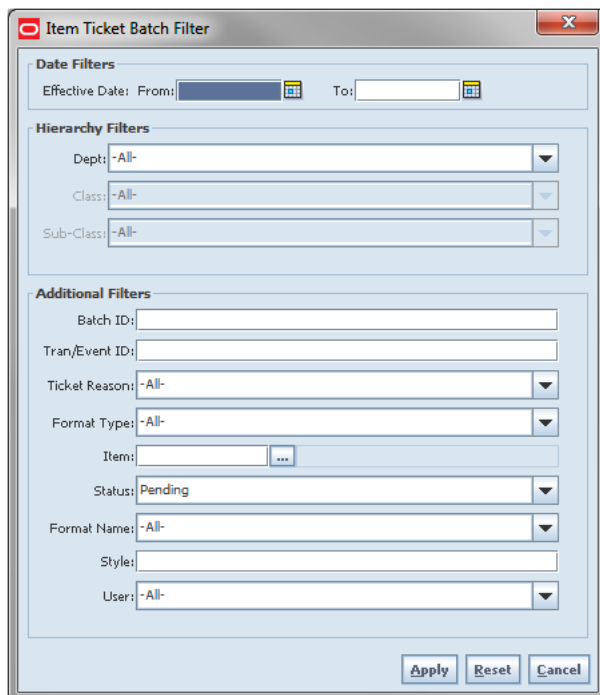 Item Ticket Batch Filter
Date Filters
Effective Date: From: To:
Hierarchy Filters
Dept: -All-
Class: -All-
Sub-Class: -All-
Additional Filters
Batch ID:
Tran/Event ID:
Ticket Reason: -All-
Format Type: -All-
Item: ...
Status: Pending
Format Name: -All-
Style:
User: -All-
Apply Reset Cancel